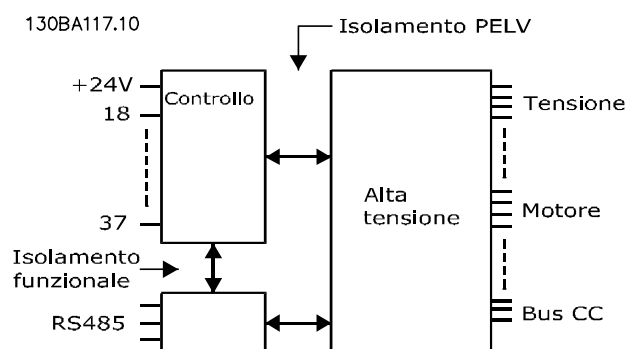 130BA117.10
Isolamento PELV
+24V
Controllo
18
Tensione
Alta
tensione
37
Motore
Isolamento
funzionale
RS485
Bus CC